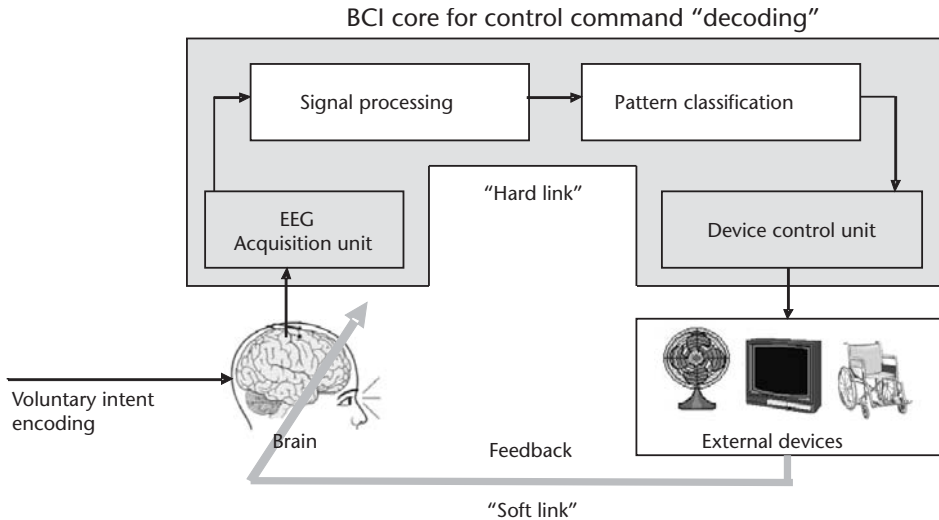 BCI core for control command “decoding”
Signal processing
Pattern classification
“Hard link”
EEG
Acquisition unit
Device control unit
Voluntary intent
encoding
Brain
External devices
Feedback
“Soft link”